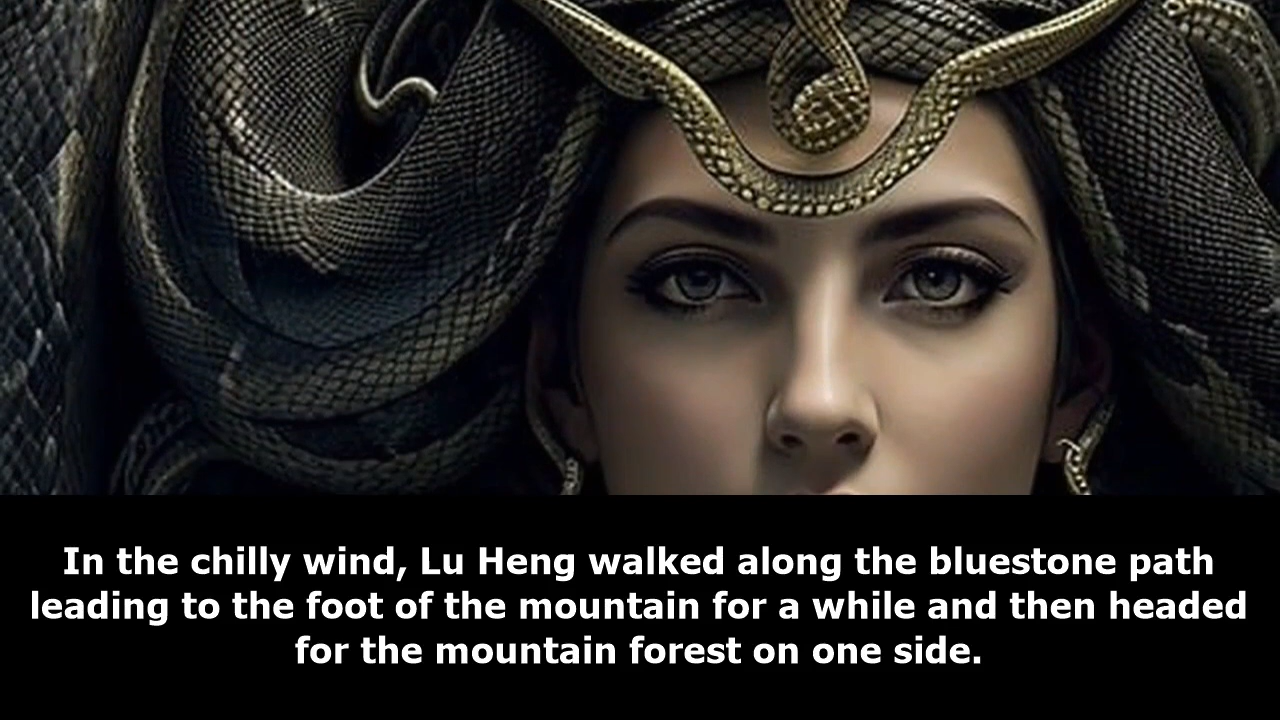 In the chilly wind, Lu Heng walked along the bluestone path
leading to the foot of the mountain for a while and then headed
for the mountain forest on one side.